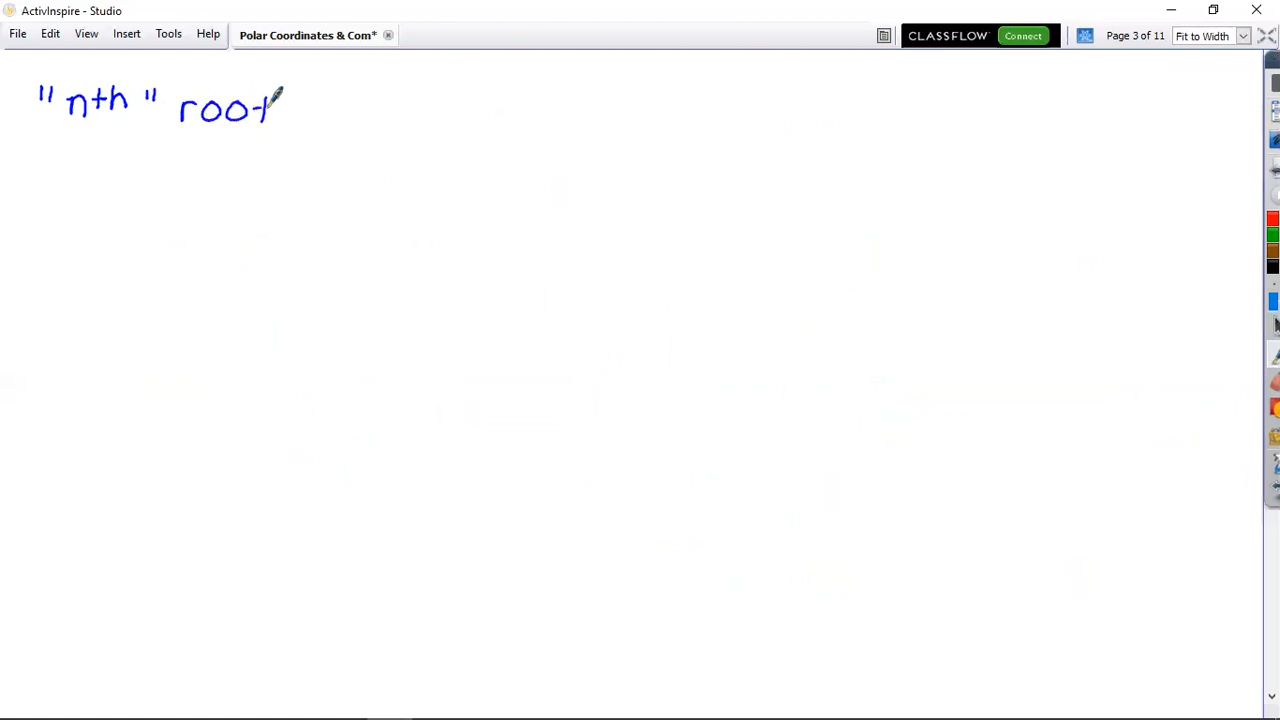 ActivInspire - Studio
File Edit View Insert Tools Help Polar Coordinates & Com* CLASSFLOW Connect Page 3 of 11 Fit to Width
"nth" root